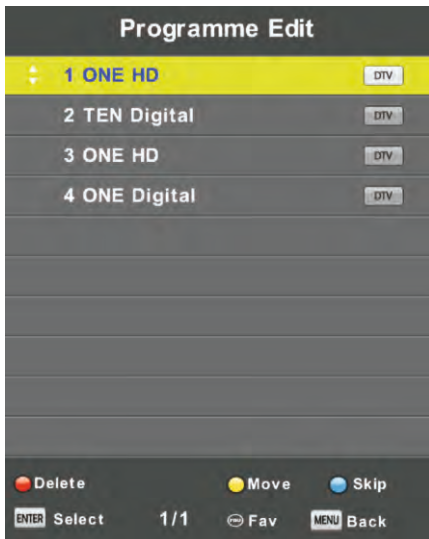 Programme Edit
1 ONE HD DTV
2 TEN Digital DTV
3 ONE HD DTV
4 ONE Digital DTV
Delete Move Skip
ENTER Select 1/1 Fav MENU Back